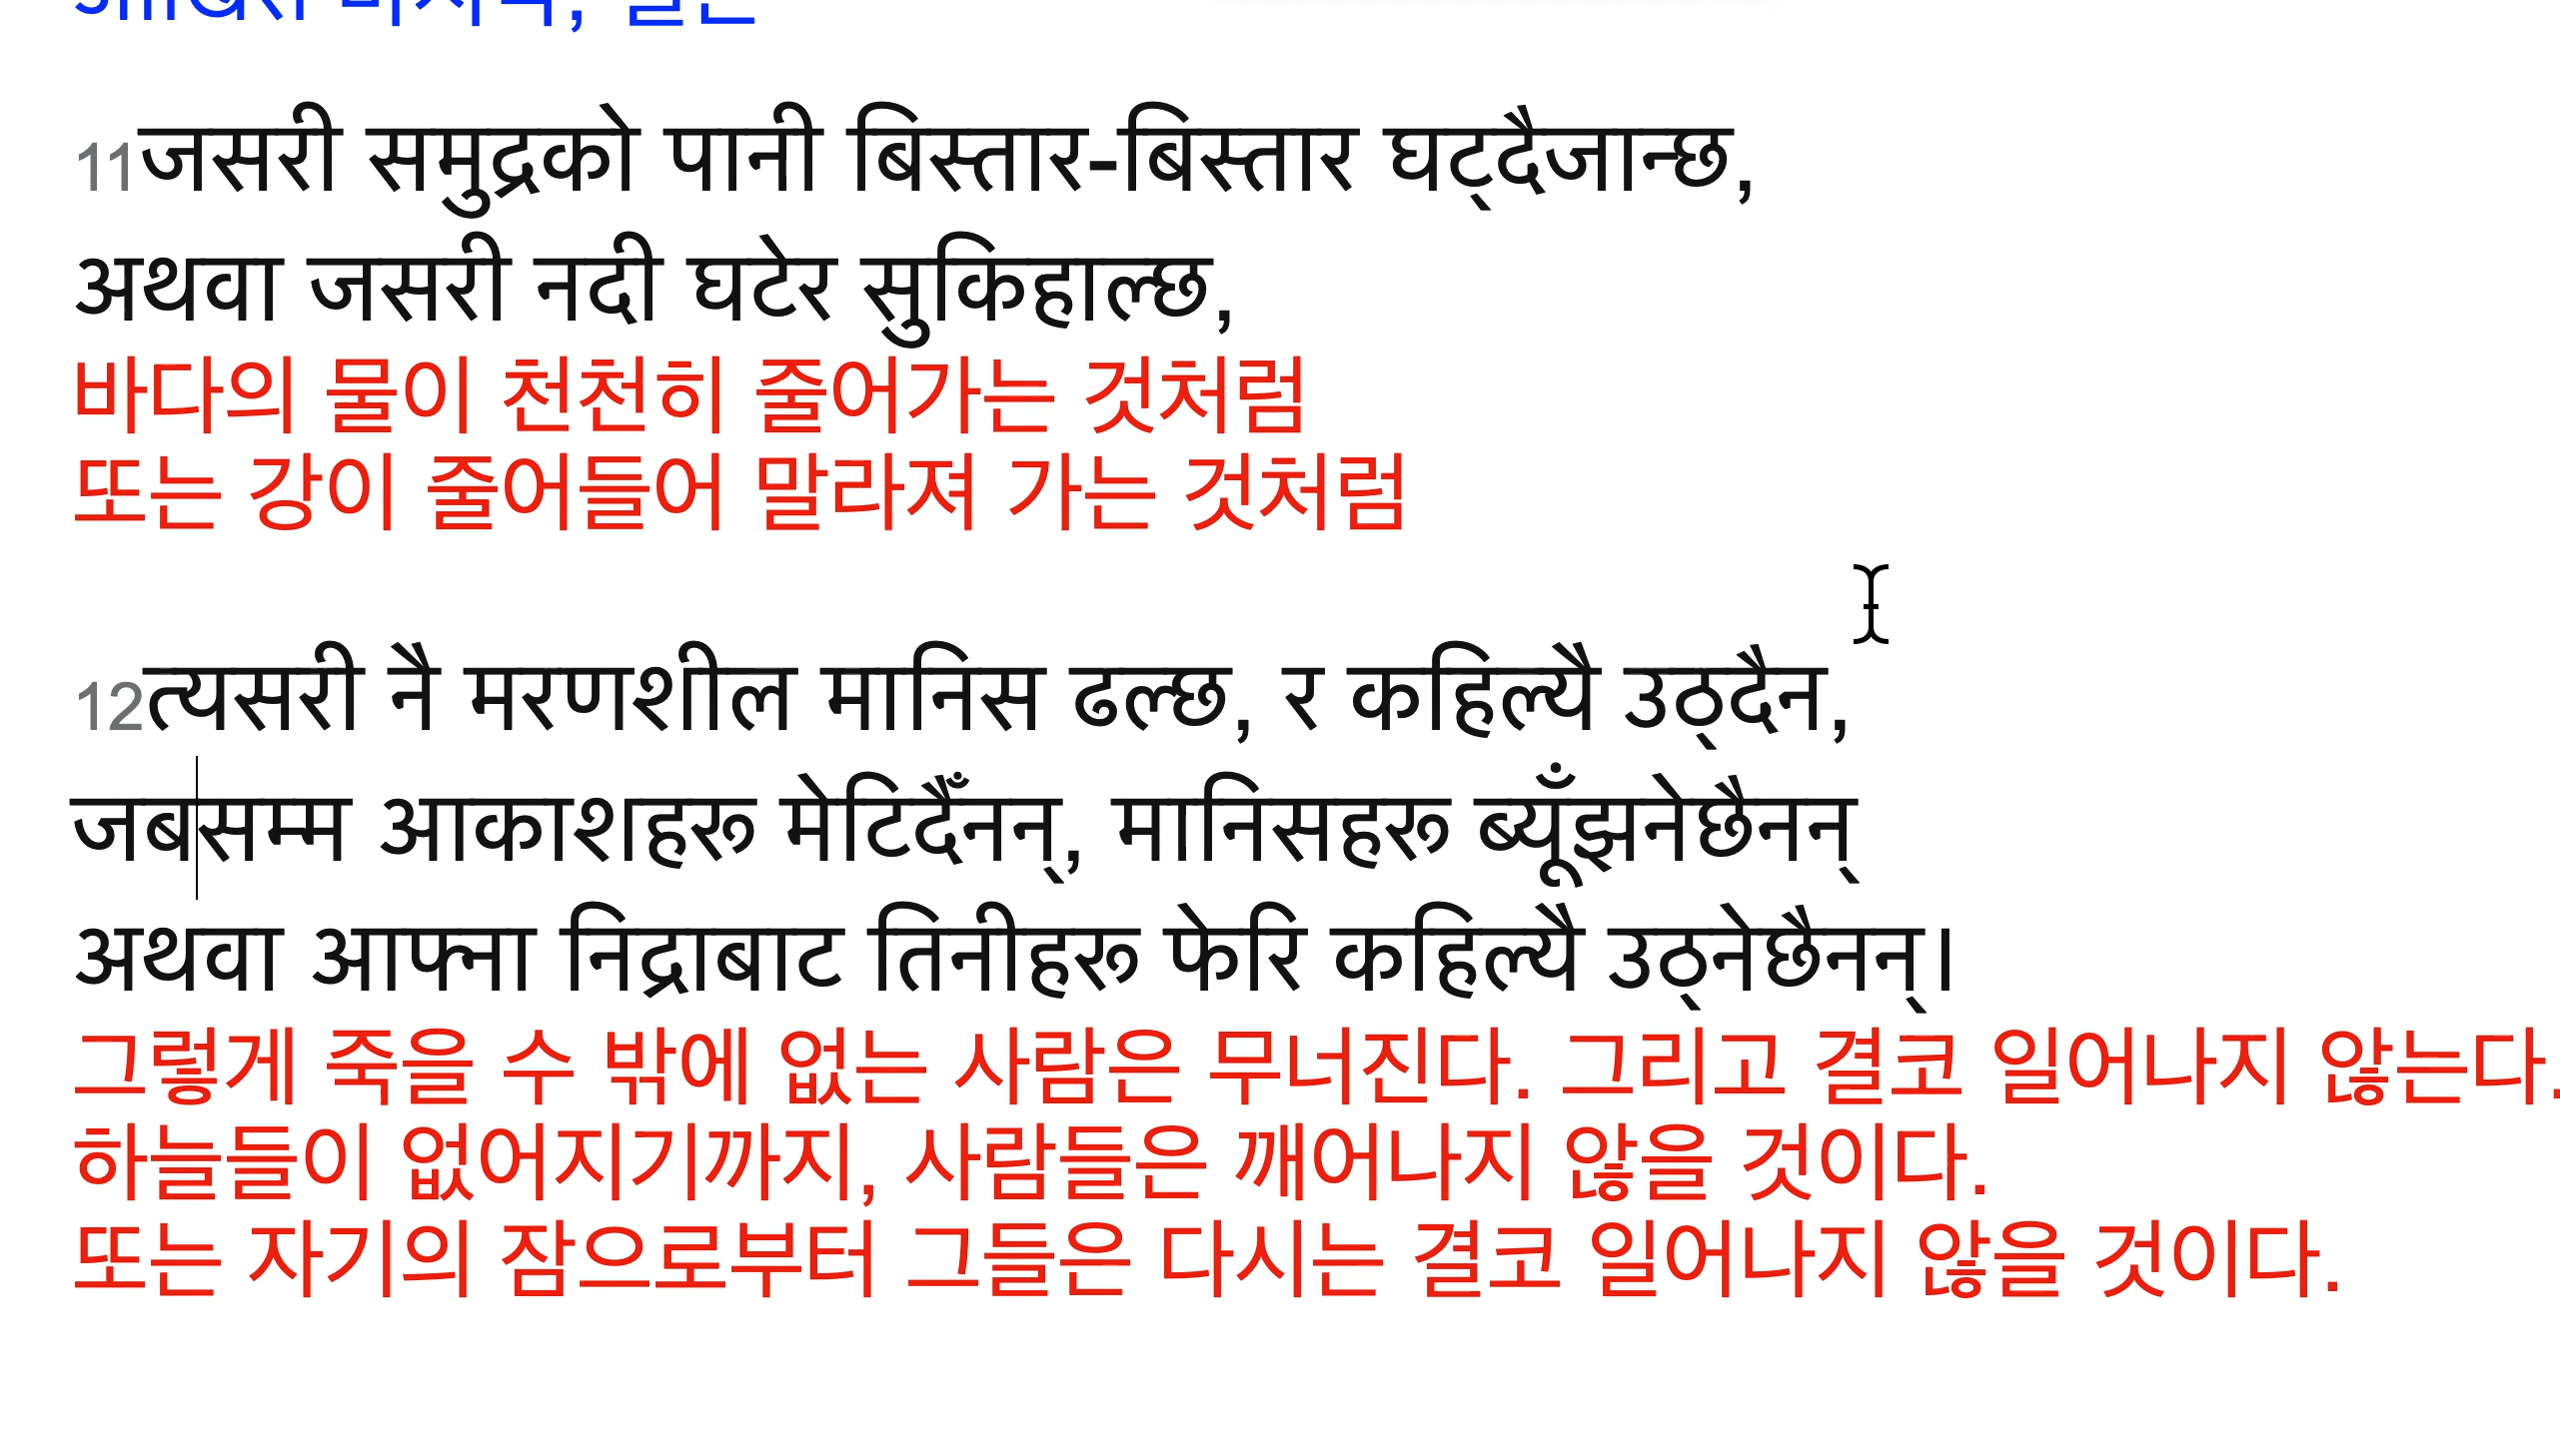 11जसरी समुद्रको पानी बिस्तार-बिस्तार घट्‌दैजान्छ,
अथवा जसरी नदी घटेर सुकिहाल्छ,
바다의 물이 천천히 줄어가는 것처럼
또는 강이 줄어들어 말라져 가는 것처럼
12त्यसरी नै मरणशील मानिस ढल्छ, र कहिल्यै उठ्‌दैन,
जबसम्म आकाशहरू मेटिदैँनन्, मानिसहरू ब्यूँझनेछैनन्
अथवा आफ्ना निद्राबाट तिनीहरू फेरि कहिल्यै उठ्‌नेछैनन्।
그렇게 죽을 수 밖에 없는 사람은 무너진다. 그리고 결코 일어나지 않는다.
하늘들이 없어지기까지, 사람들은 깨어나지 않을 것이다.
또는 자기의 잠으로부터 그들은 다시는 결코 일어나지 않을 것이다.